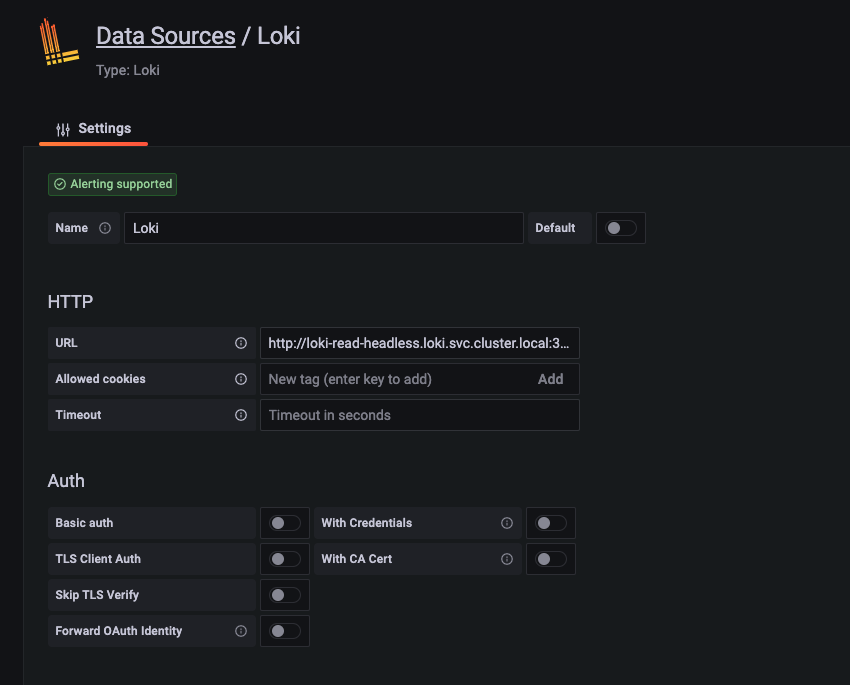 Data Sources / Loki
Type: Loki
Settings
Alerting supported
Name Loki Default
HTTP
URL http://loki-read-headless.loki.svc.cluster.local:3...
Allowed cookies New tag (enter key to add) Add
Timeout Timeout in seconds
Auth
Basic auth With Credentials
TLS Client Auth With CA Cert
Skip TLS Verify
Forward OAuth Identity